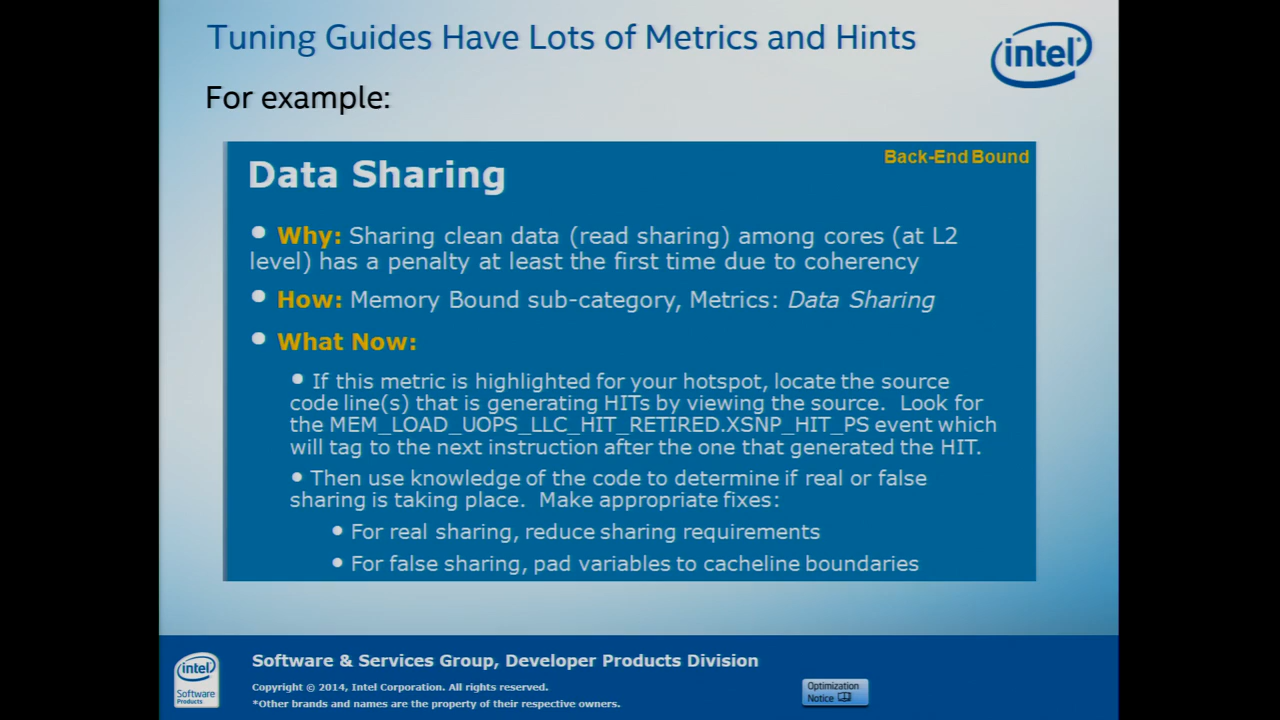 Tuning Guides Have Lots of Metrics and Hints
intel
For example:
Back-End Bound
Data Sharing
• Why: Sharing clean data (read sharing) among cores (at L2
level) has a penalty at least the first time due to coherency
• How: Memory Bound sub-category, Metrics: Data Sharing
• What Now:
• If this metric is highlighted for your hotspot, locate the source
code line(s) that is generating HITs by viewing the source. Look for
the MEM_LOAD_UOPS_LLC_HIT_RETIRED.XSNP_HIT_PS event which
will tag to the next instruction after the one that generated the HIT.
• Then use knowledge of the code to determine if real or false
sharing is taking place. Make appropriate fixes:
• For real sharing, reduce sharing requirements
• For false sharing, pad variables to cacheline boundaries
intel
Software
Products
Software & Services Group, Developer Products Division
Copyright © 2014, Intel Corporation. All rights reserved.
*Other brands and names are the property of their respective owners.
Optimization
Notice